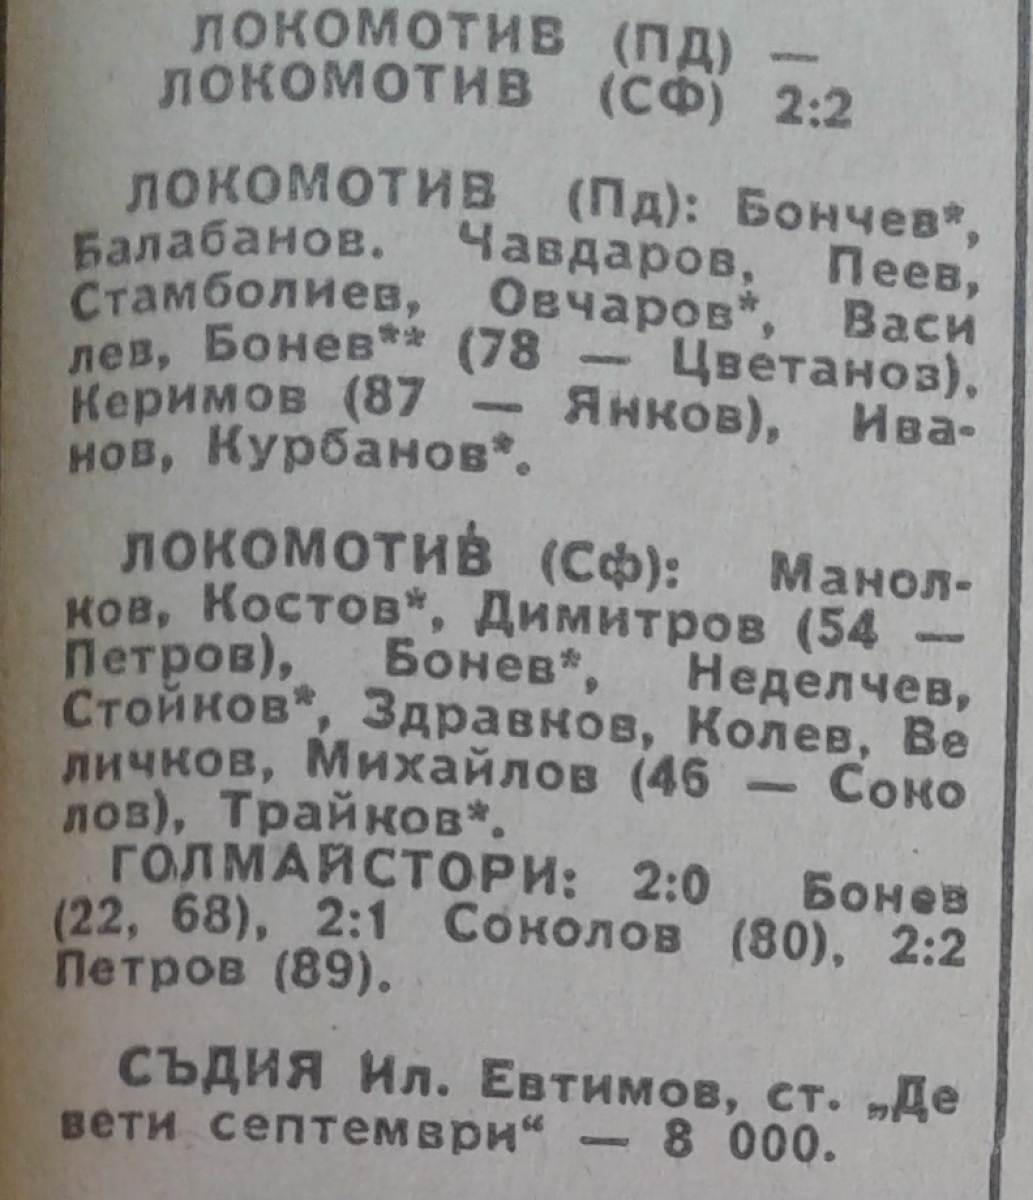 ЛОКОМОТИВ (ПД) —
ЛОКОМОТИВ (СФ) 2:2
ЛОКОМОТИВ (Пд): Бончев*,
Балабанов. Чавдаров, Пеев,
Стамболиев, Овчаров*, Васи
лев, Бонев** (78 — Цветаноз),
Керимов (87 — Янков), Ива-
нов, Курбанов*.
ЛОКОМОТИВ (Сф): Манол-
ков, Костов*, Димитров (54 —
Петров), Бонев*, Неделчев,
Стойков*, Здравков, Колев, Ве
личков, Михайлов (46 — Соко
лов), Трайков*.
ГОЛМАЙСТОРИ: 2:0 Бонев
(22, 68), 2:1 Соколов (80), 2:2
Петров (89).
СЪДИЯ Ил. Евтимов, ст. „Де
вети септември“ — 8 000.